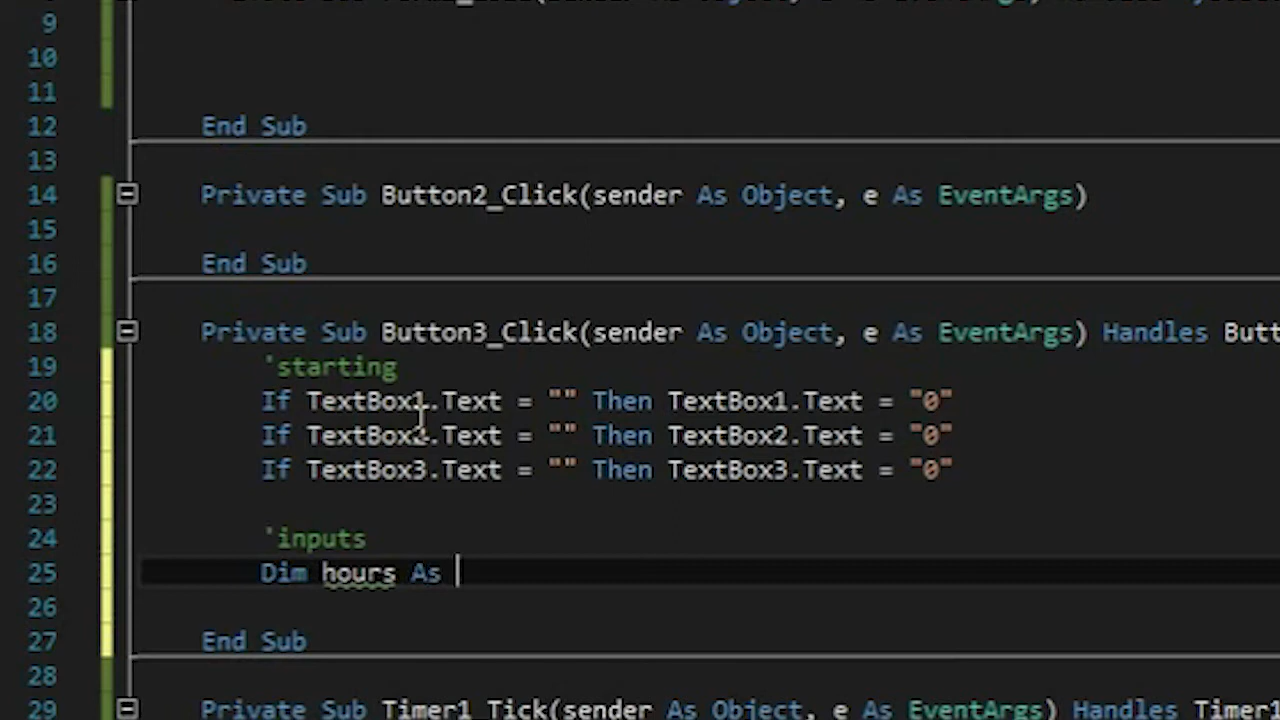 9
10
11
12 End Sub
13
14 Private Sub Button2_Click(sender As Object, e As EventArgs)
15
16 End Sub
17
18 Private Sub Button3_Click(sender As Object, e As EventArgs) Handles Butt
19 'starting
20 If TextBox1.Text = "" Then TextBox1.Text = "0"
21 If TextBox2.Text = "" Then TextBox2.Text = "0"
22 If TextBox3.Text = "" Then TextBox3.Text = "0"
23
24 'inputs
25 Dim hours As
26
27 End Sub
28
29 Private Sub Timer1_Tick(sender As Object, e As EventArgs) Handles Timer1